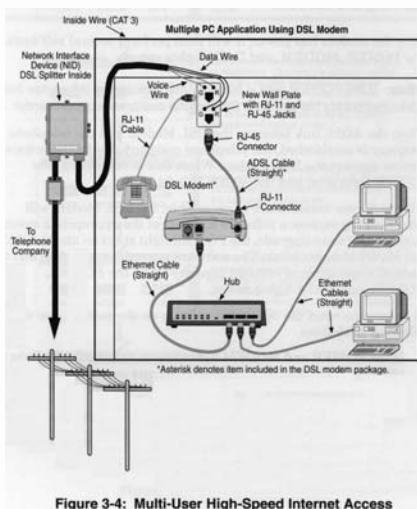 Inside Wire (CAT 3)
Multiple PC Application Using DSL Modem
Network Interface
Device (NID)
DSL Splitter Inside
Data Wire
Voice
Wire
New Wall Plate
with RJ-11 and
RJ-45 Jacks
RJ-11
Cable
RJ-45
Connector
ADSL Cable
(Straight)*
DSL Modem*
RJ-11
Connector
To
Telephone
Company
Ethernet Cable
(Straight)
Hub
Ethernet
Cables
(Straight)
*Asterisk denotes item included in the DSL modem package.
Figure 3-4: Multi-User High-Speed Internet Access